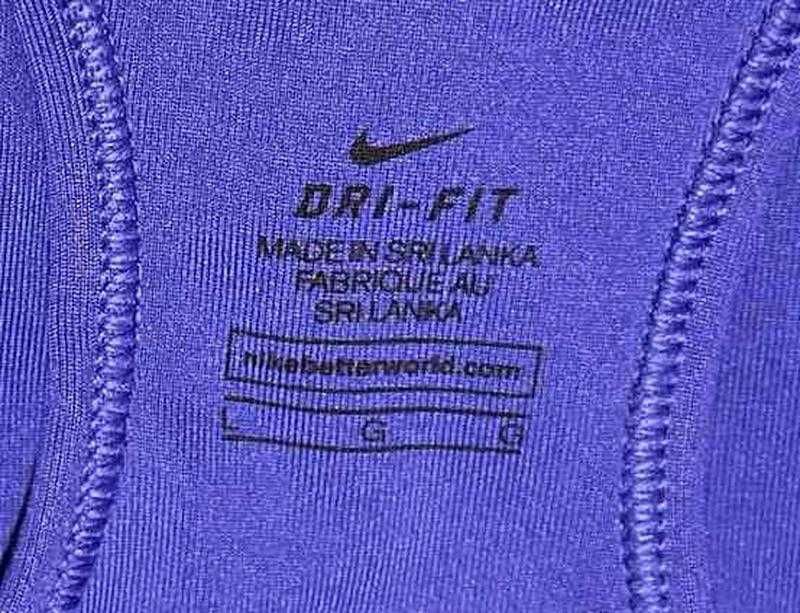 DRI-FIT
MADE IN SRI LANKA
FABRIQUE AU
SRI LANKA
nikebetterworld.com
L G G